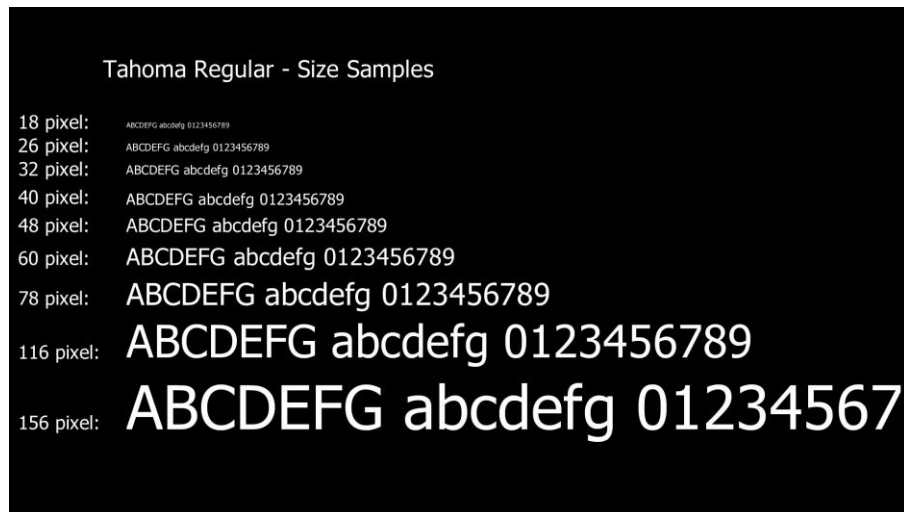 Tahoma Regular - Size Samples
18 pixel: ABCDEFG abcdefg 0123456789
26 pixel: ABCDEFG abcdefg 0123456789
32 pixel: ABCDEFG abcdefg 0123456789
40 pixel: ABCDEFG abcdefg 0123456789
48 pixel: ABCDEFG abcdefg 0123456789
60 pixel: ABCDEFG abcdefg 0123456789
78 pixel: ABCDEFG abcdefg 0123456789
116 pixel: ABCDEFG abcdefg 0123456789
156 pixel: ABCDEFG abcdefg 01234567